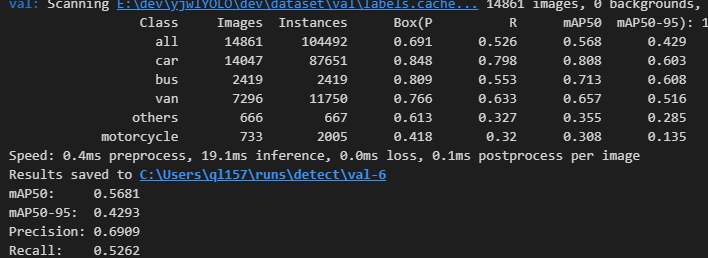 val: Scanning E:\dev\yjwlYOLO\dev\dataset\val\labels.cache... 14861 images, 0 backgrounds,
Class Images Instances Box(P R mAP50 mAP50-95): 1
all 14861 104492 0.691 0.526 0.568 0.429
car 14047 87651 0.848 0.798 0.808 0.603
bus 2419 2419 0.809 0.553 0.713 0.608
van 7296 11750 0.766 0.633 0.657 0.516
others 666 667 0.613 0.327 0.355 0.285
motorcycle 733 2005 0.418 0.32 0.308 0.135
Speed: 0.4ms preprocess, 19.1ms inference, 0.0ms loss, 0.1ms postprocess per image
Results saved to C:\Users\ql157\runs\detect\val-6
mAP50: 0.5681
mAP50-95: 0.4293
Precision: 0.6909
Recall: 0.5262